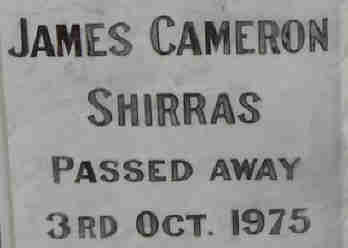 JAMES CAMERON
SHIRRAS
PASSED AWAY
3RD OCT. 1975